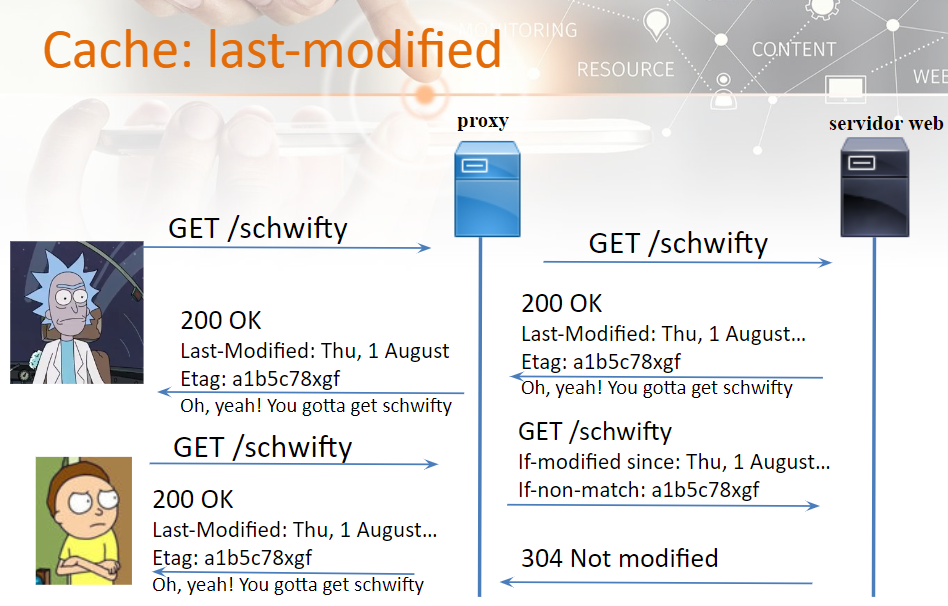 Cache: last-modified
MONITORING
RESOURCE
CONTENT
WEB
proxy
servidor web
GET /schwifty
GET /schwifty
200 OK
Last-Modified: Thu, 1 August
Etag: a1b5c78xgf
Oh, yeah! You gotta get schwifty
200 OK
Last-Modified: Thu, 1 August...
Etag: a1b5c78xgf
Oh, yeah! You gotta get schwifty
GET /schwifty
GET /schwifty
If-modified since: Thu, 1 August...
If-non-match: a1b5c78xgf
200 OK
Last-Modified: Thu, 1 August...
Etag: a1b5c78xgf
Oh, yeah! You gotta get schwifty
304 Not modified